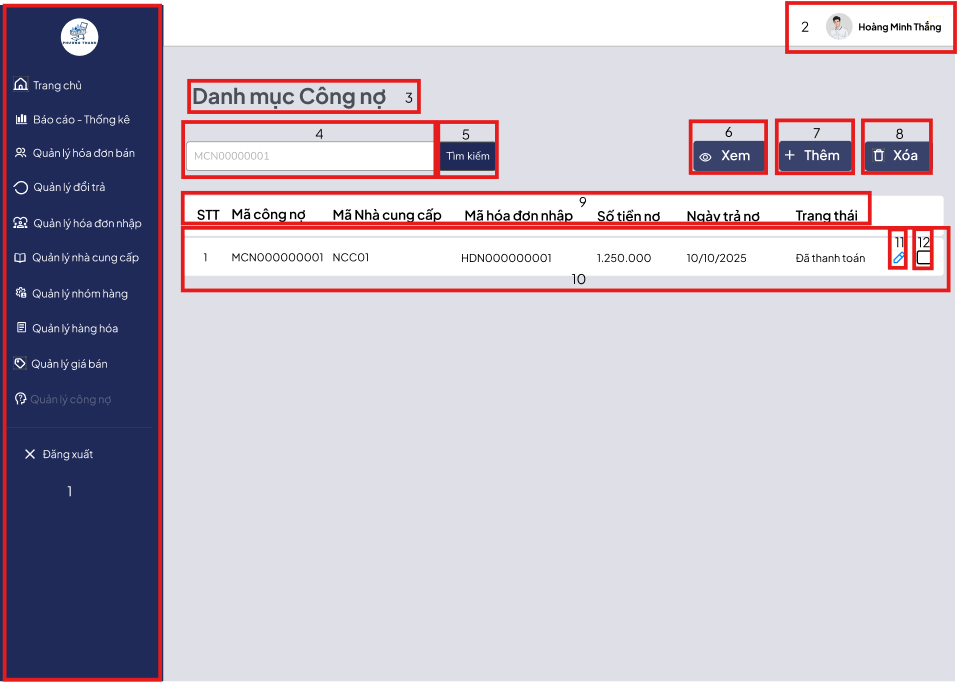 HOÀNG THẮNG
Trang chủ
Báo cáo - Thống kê
Quản lý hóa đơn bán
Quản lý đổi trả
Quản lý hóa đơn nhập
Quản lý nhà cung cấp
Quản lý nhóm hàng
Quản lý hàng hóa
Quản lý giá bán
Quản lý công nợ
Đăng xuất
1
2 Hoàng Minh Thắng
Danh mục Công nợ 3
4
MCN00000001
5
Tìm kiếm
6
Xem
7
+ Thêm
8
Xóa
9
STT Mã công nợ Mã Nhà cung cấp Mã hóa đơn nhập Số tiền nợ Ngày trả nợ Trạng thái
11 12
1 MCN000000001 NCC01 HDN000000001 1.250.000 10/10/2025 Đã thanh toán
10